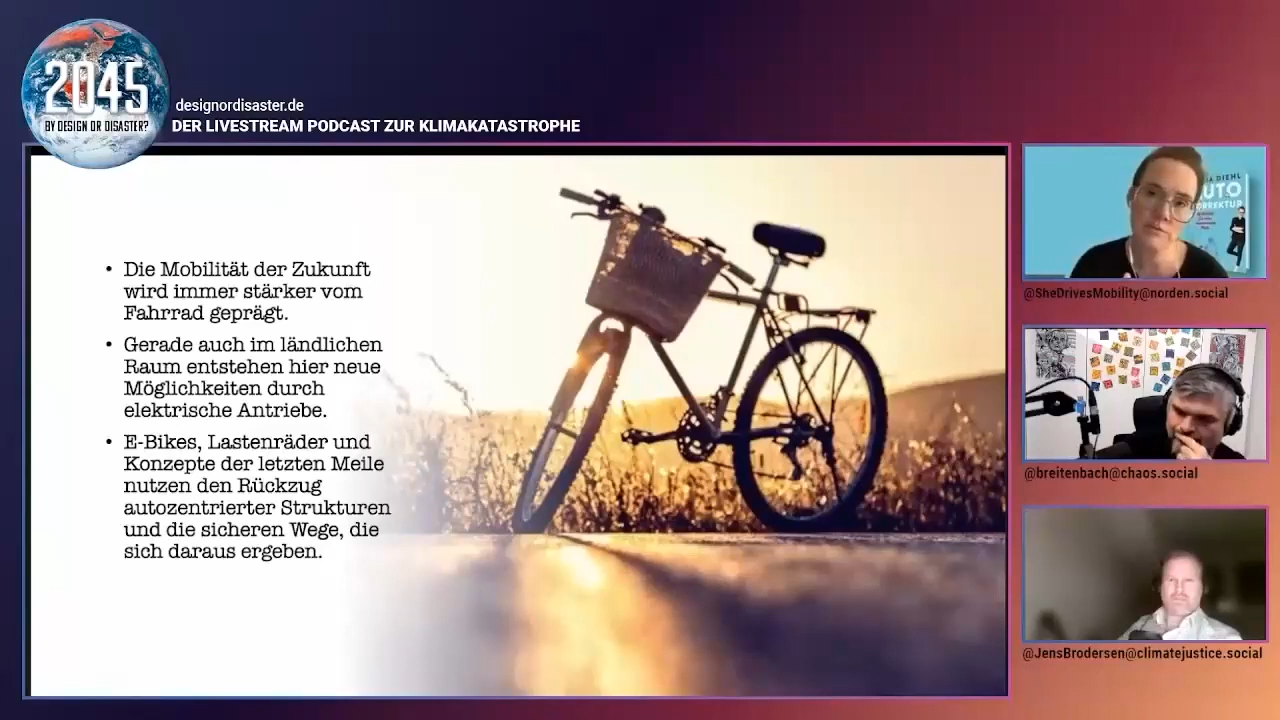 2045
BY DESIGN OR DISASTER?
designordisaster.de
DER LIVESTREAM PODCAST ZUR KLIMAKATASTROPHE
• Die Mobilität der Zukunft
wird immer stärker vom
Fahrrad geprägt.
• Gerade auch im ländlichen
Raum entstehen hier neue
Möglichkeiten durch
elektrische Antriebe.
• E-Bikes, Lastenräder und
Konzepte der letzten Meile
nutzen den Rückzug
autozentrierter Strukturen
und die sicheren Wege, die
sich daraus ergeben.
DIEHL
UTO
@SheDrivesMobility@norden.social
@breitenbach@chaos.social
@JensBrodersen@climatejustice.social